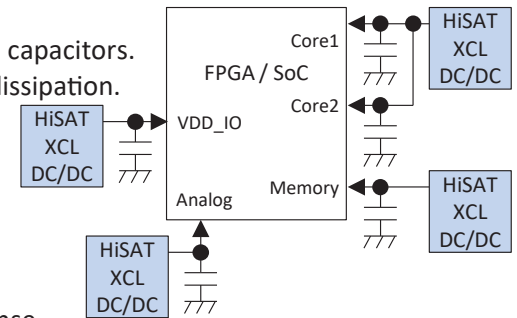 capacitors.
dissipation.
Core1
FPGA / SoC
Core2
VDD_IO
Memory
Analog
HiSAT
XCL
DC/DC
HiSAT
XCL
DC/DC
HiSAT
XCL
DC/DC
HiSAT
XCL
DC/DC